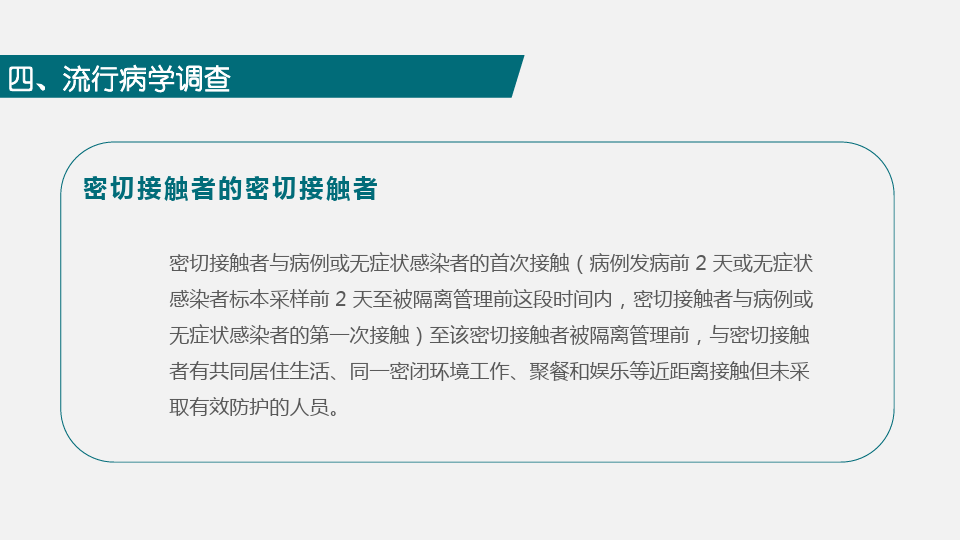 四、流行病学调查
密切接触者的密切接触者
密切接触者与病例或无症状感染者的首次接触（病例发病前 2 天或无症状
感染者标本采样前 2 天至被隔离管理前这段时间内，密切接触者与病例或
无症状感染者的第一次接触）至该密切接触者被隔离管理前，与密切接触
者有共同居住生活、同一密闭环境工作、聚餐和娱乐等近距离接触但未采
取有效防护的人员。